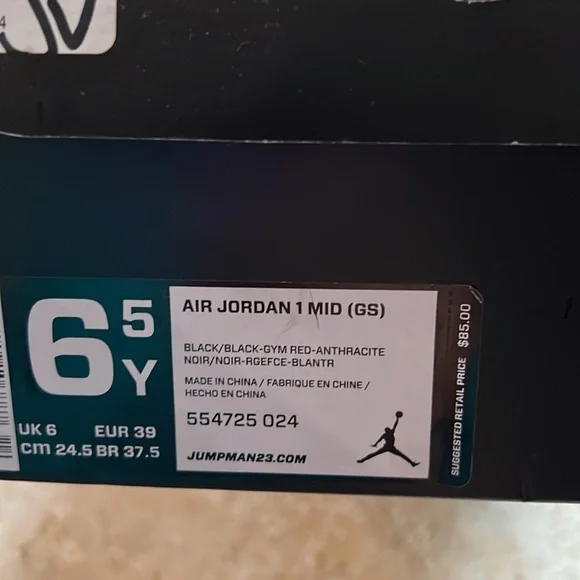 4
6
5
Y
UK 6 EUR 39
cm 24.5 BR 37.5
AIR JORDAN 1 MID (GS)
BLACK/BLACK-GYM RED-ANTHRACITE
NOIR/NOIR-RGEFCE-BLANTR
MADE IN CHINA / FABRIQUE EN CHINE /
HECHO EN CHINA
554725 024
JUMPMAN23.COM
SUGGESTED RETAIL PRICE $85.00